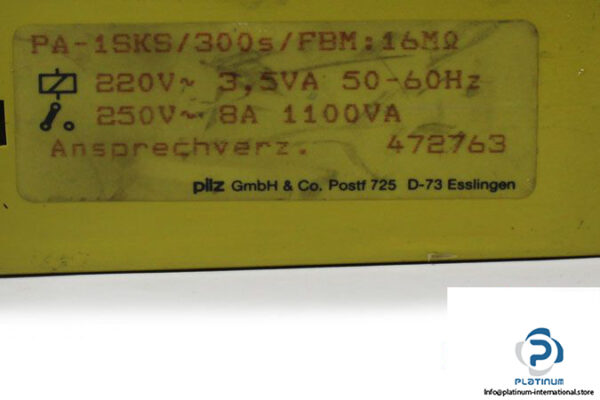 PA-1SKS/300s/FBM:16MΩ
220V~ 3,5VA 50-60Hz
250V~ 8A 1100VA
Ansprechverz. 472763
pilz GmbH & Co. Postf 725 D-73 Esslingen
PLATINUM
Info@platinum-international.store